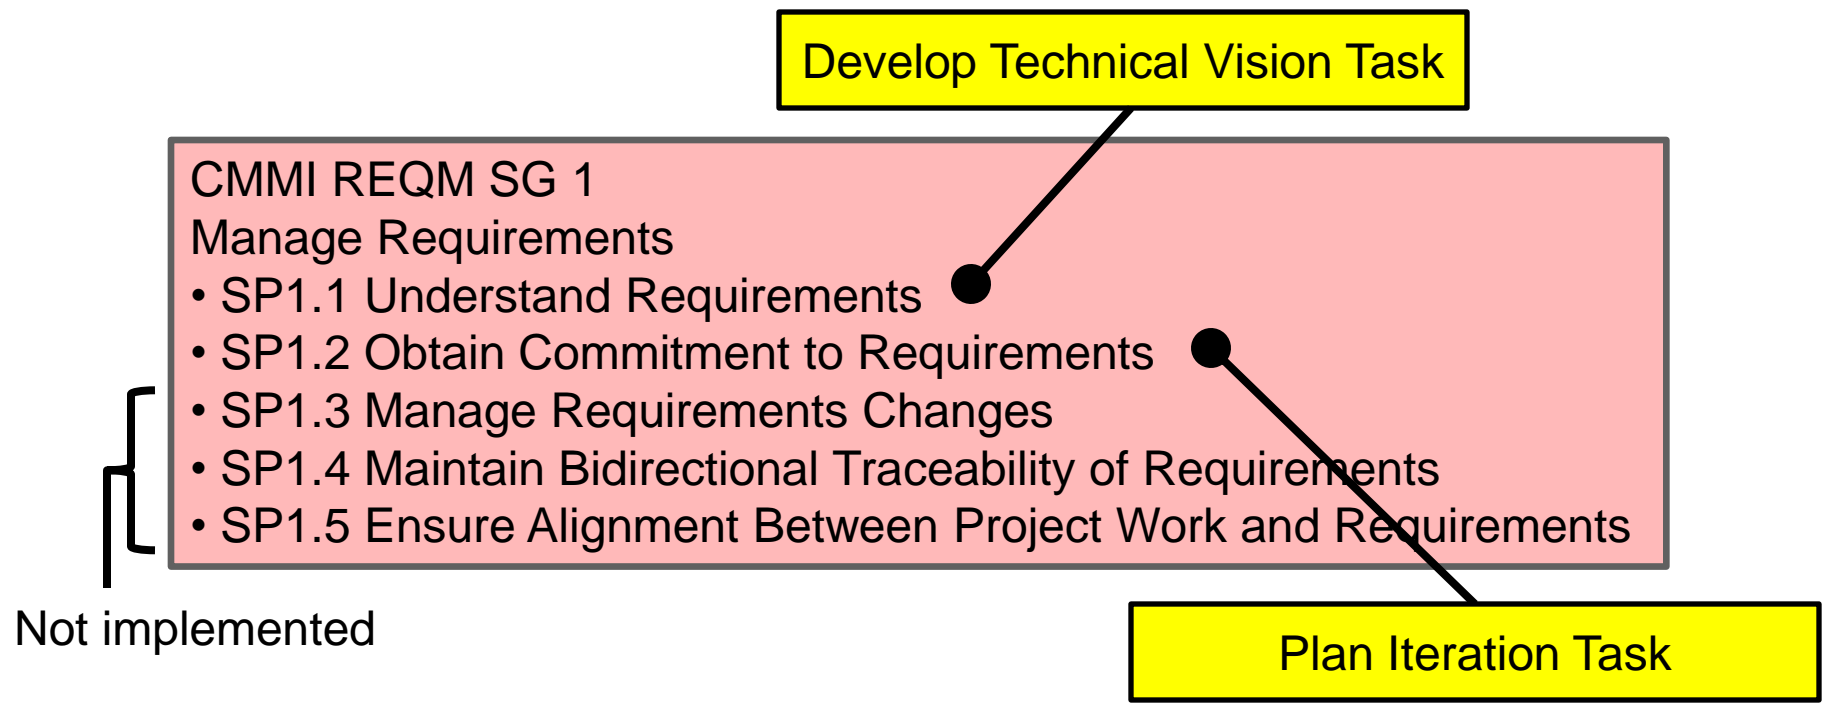 Develop Technical Vision Task
CMMI REQM SG 1
Manage Requirements
• SP1.1 Understand Requirements
• SP1.2 Obtain Commitment to Requirements
• SP1.3 Manage Requirements Changes
• SP1.4 Maintain Bidirectional Traceability of Requirements
• SP1.5 Ensure Alignment Between Project Work and Requirements
Not implemented
Plan Iteration Task